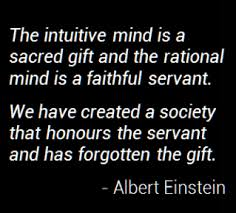 The intuitive mind is a
sacred gift and the rational
mind is a faithful servant.
We have created a society
that honours the servant
and has forgotten the gift.
- Albert Einstein